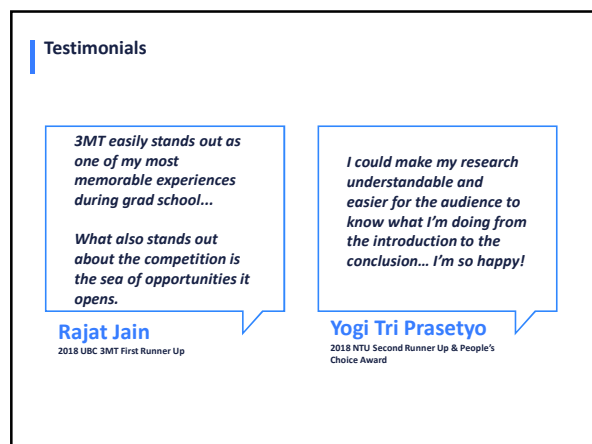 Testimonials
3MT easily stands out as
one of my most
memorable experiences
during grad school...
What also stands out
about the competition is
the sea of opportunities it
opens.
Rajat Jain
2018 UBC 3MT First Runner Up
I could make my research
understandable and
easier for the audience to
know what I'm doing from
the introduction to the
conclusion... I'm so happy!
Yogi Tri Prasetyo
2018 NTU Second Runner Up & People's
Choice Award